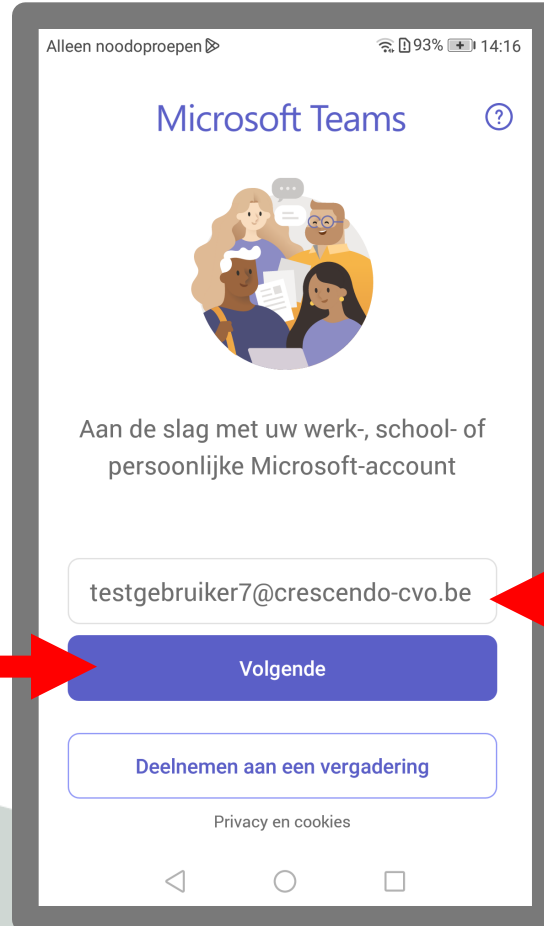 Alleen noodoproepen 93% 14:16
Microsoft Teams ?
Aan de slag met uw werk-, school- of
persoonlijke Microsoft-account
testgebruiker7@crescendo-cvo.be
Volgende
Deelnemen aan een vergadering
Privacy en cookies